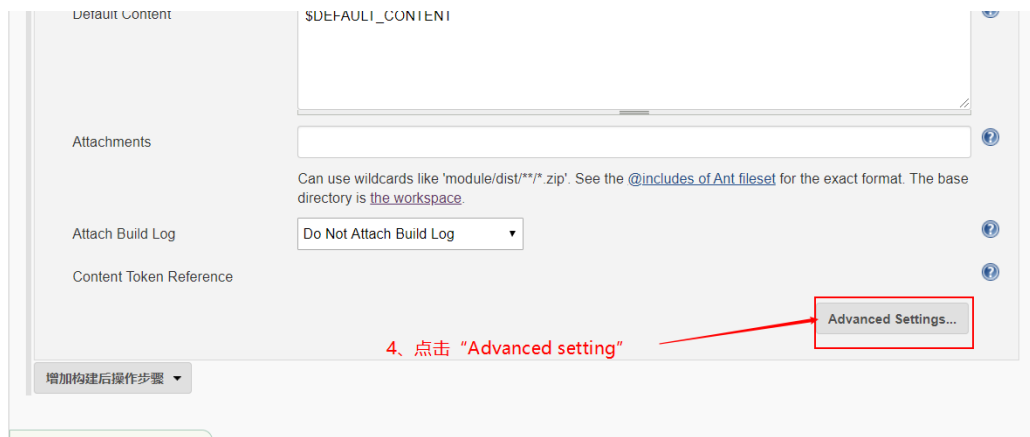 Default Content
$DEFAULT_CONTENT
Attachments
Can use wildcards like 'module/dist/**/*.zip'. See the @includes of Ant fileset for the exact format. The base
directory is the workspace.
Attach Build Log
Do Not Attach Build Log
Content Token Reference
Advanced Settings...
4、点击“Advanced setting”
增加构建后操作步骤